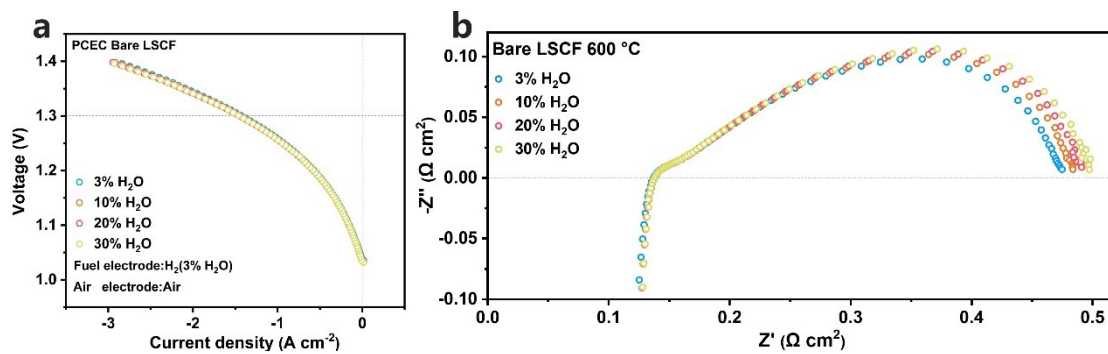 a
PCEC Bare LSCF
1.4
1.3
1.2
1.1
1.0
Voltage (V)
3% H₂O
10% H₂O
20% H₂O
30% H₂O
Fuel electrode:H₂(3% H₂O)
Air electrode:Air
-3 -2 -1 0
Current density (A cm⁻²)
b
Bare LSCF 600 °C
3% H₂O
10% H₂O
20% H₂O
30% H₂O
0.10
0.05
0.00
-0.05
-0.10
-Z'' (Ω cm²)
0.0 0.1 0.2 0.3 0.4 0.5
Z' (Ω cm²)